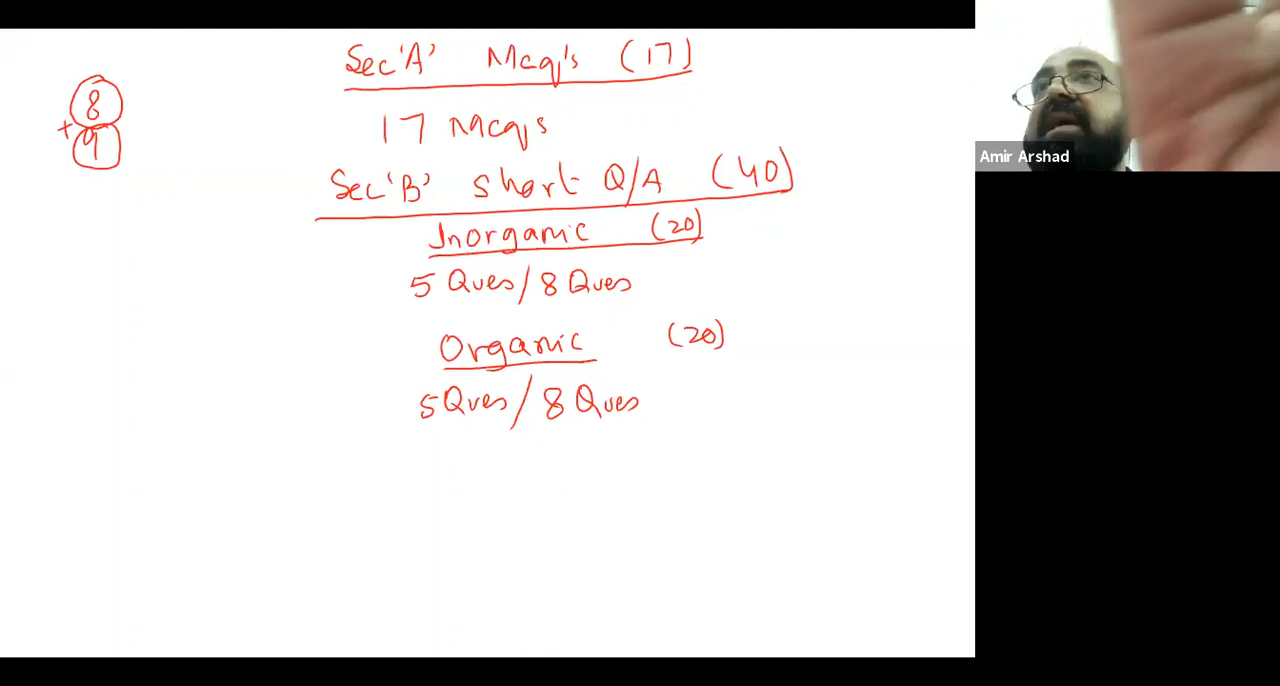 Sec 'A' Mcq's (17)
8
+ 9
17 Mcq's
Sec 'B' Short Q/A (40)
Inorganic (20)
5 Ques / 8 Ques
Organic (20)
5 Ques / 8 Ques
Amir Arshad